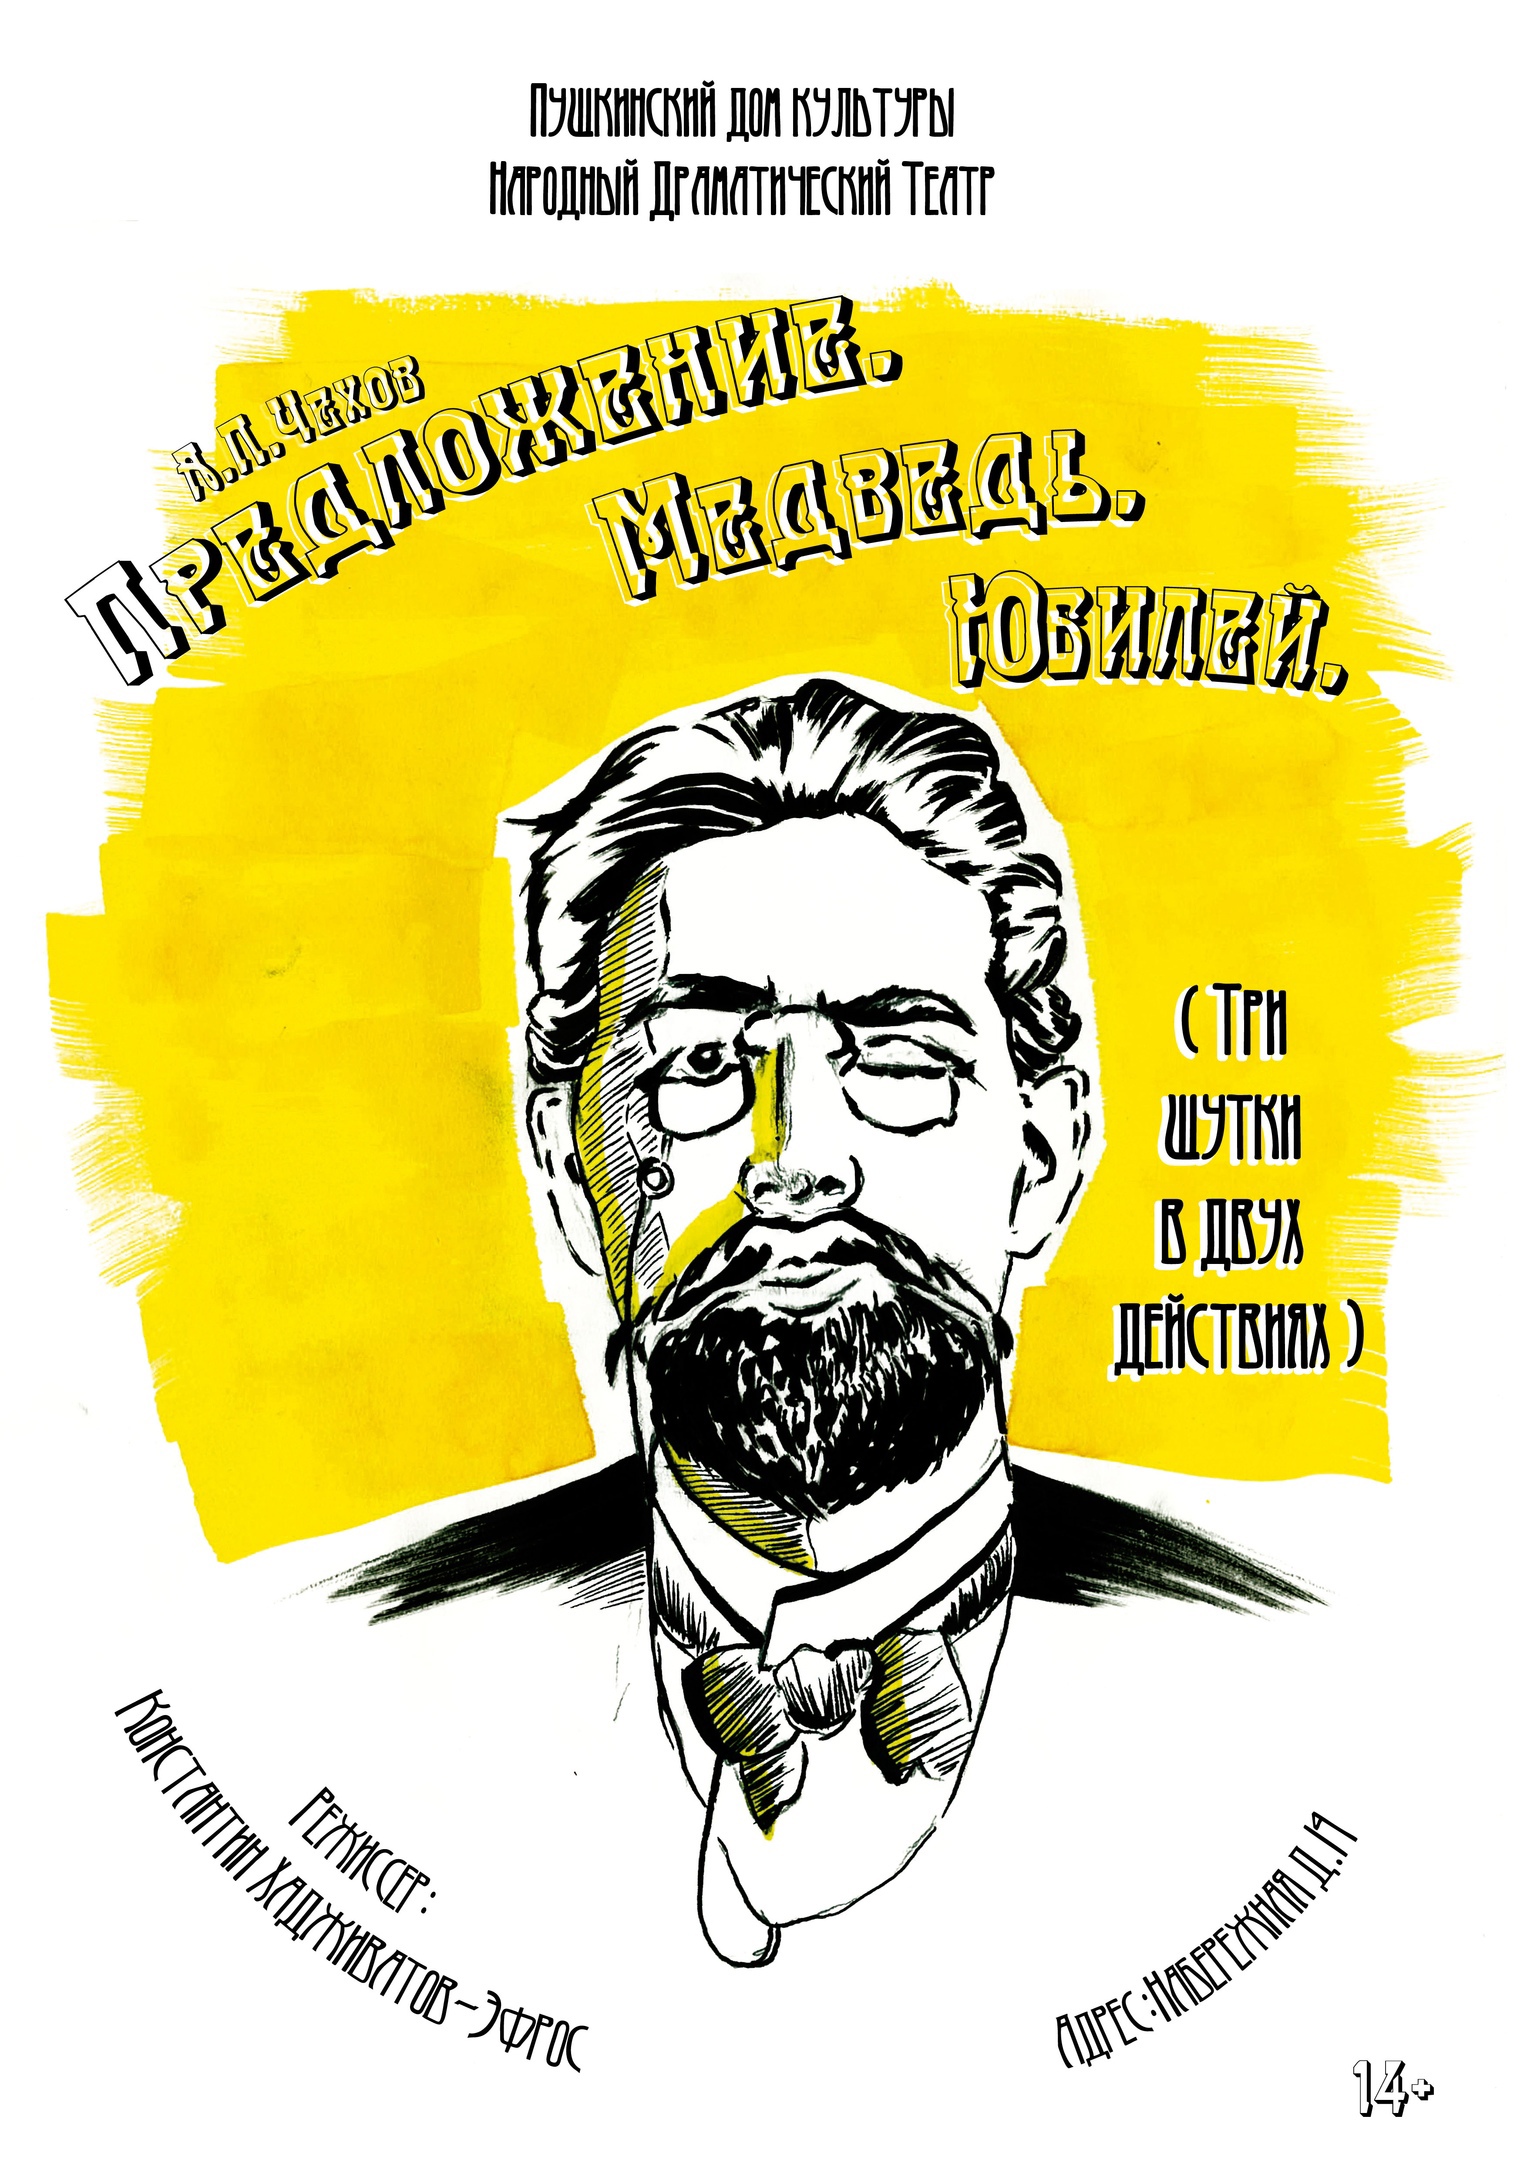 Пушкинский дом культуры
Народный Драматический Театр
А.П.Чехов
Предложение.
Медведь.
Юбилей.
( Три
шутки
в двух
действиях )
Режиссер:
Константин Хадживатов-Эфрос
Адрес:Набережная д.14
14+